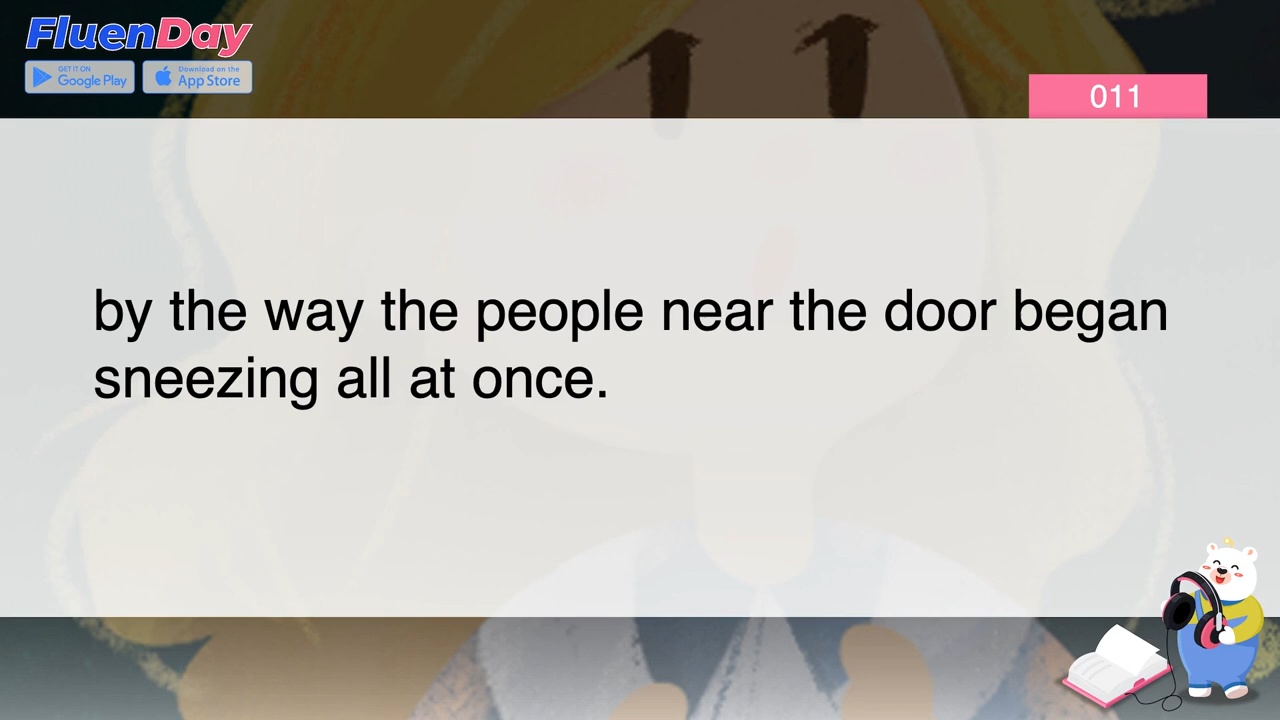 FluenDay
GET IT ON
Google Play
Download on the
App Store
011
by the way the people near the door began
sneezing all at once.